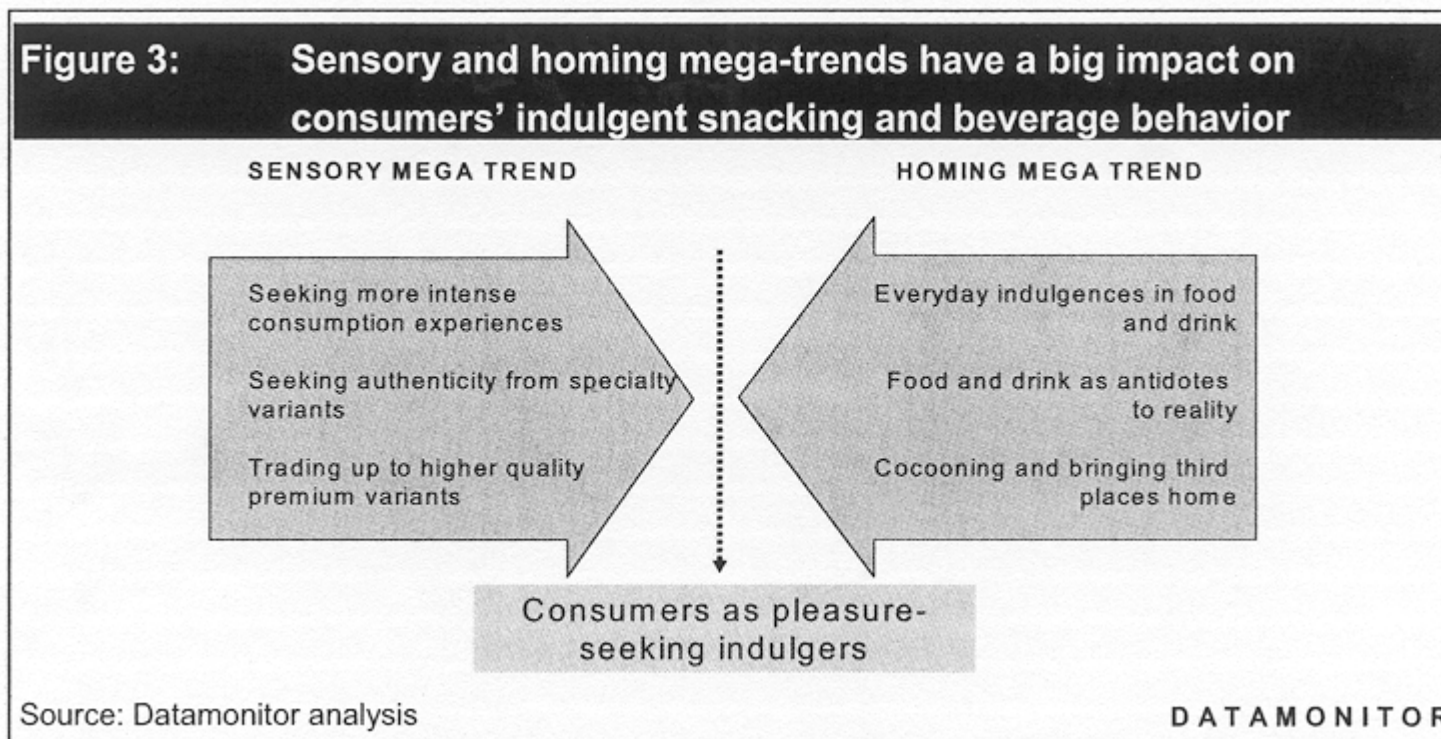 Figure 3: Sensory and homing mega-trends have a big impact on
consumers’ indulgent snacking and beverage behavior
SENSORY MEGA TREND
HOMING MEGA TREND
Seeking more intense
consumption experiences
Seeking authenticity from specialty
variants
Trading up to higher quality
premium variants
Everyday indulgences in food
and drink
Food and drink as antidotes
to reality
Cocooning and bringing third
places home
Consumers as pleasure-
seeking indulgers
Source: Datamonitor analysis
DATAMONITOR